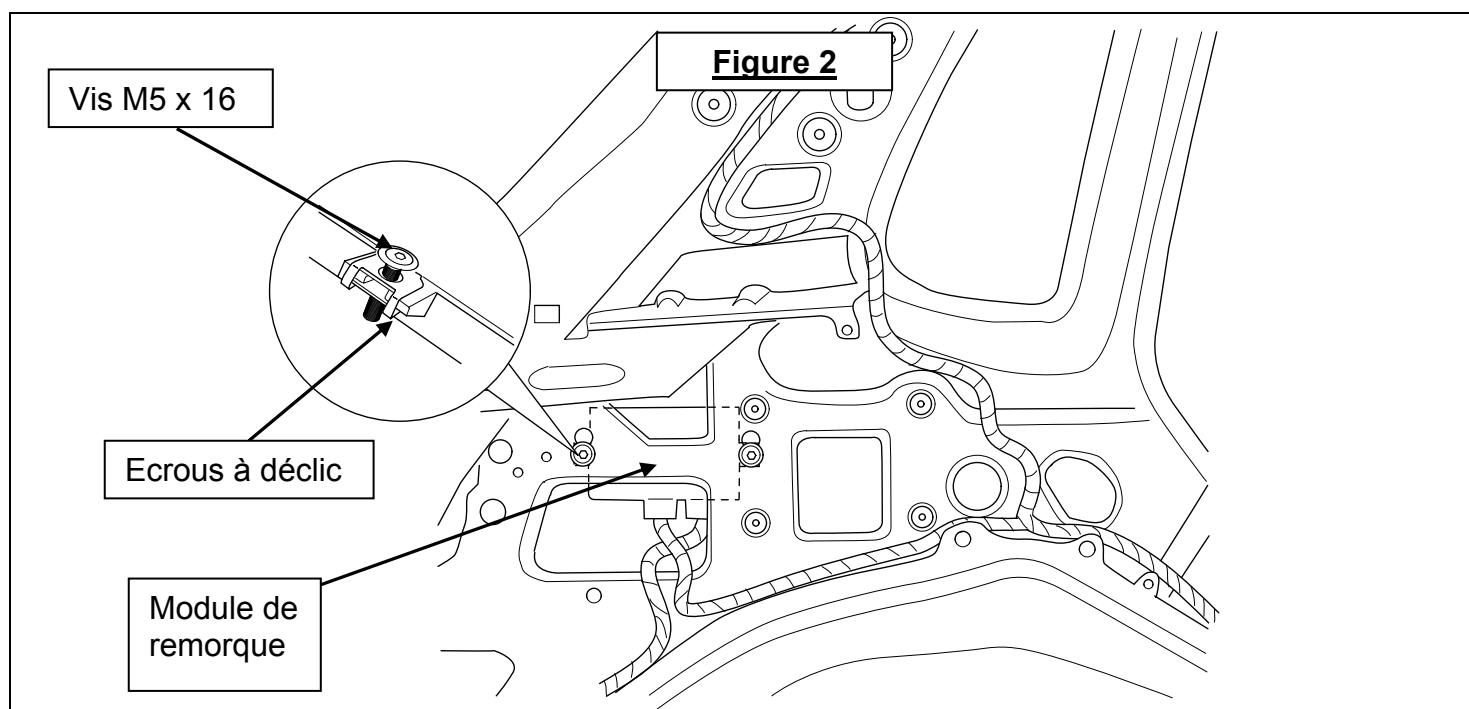 Figure 2
Vis M5 x 16
Ecrous à déclic
Module de
remorque